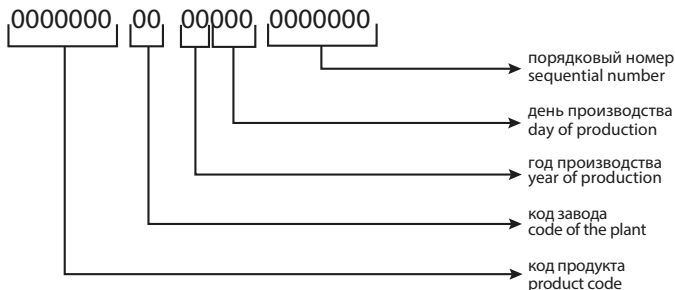 0000000 00 00000 0000000
порядковый номер
sequential number
день производства
day of production
год производства
year of production
код завода
code of the plant
код продукта
product code